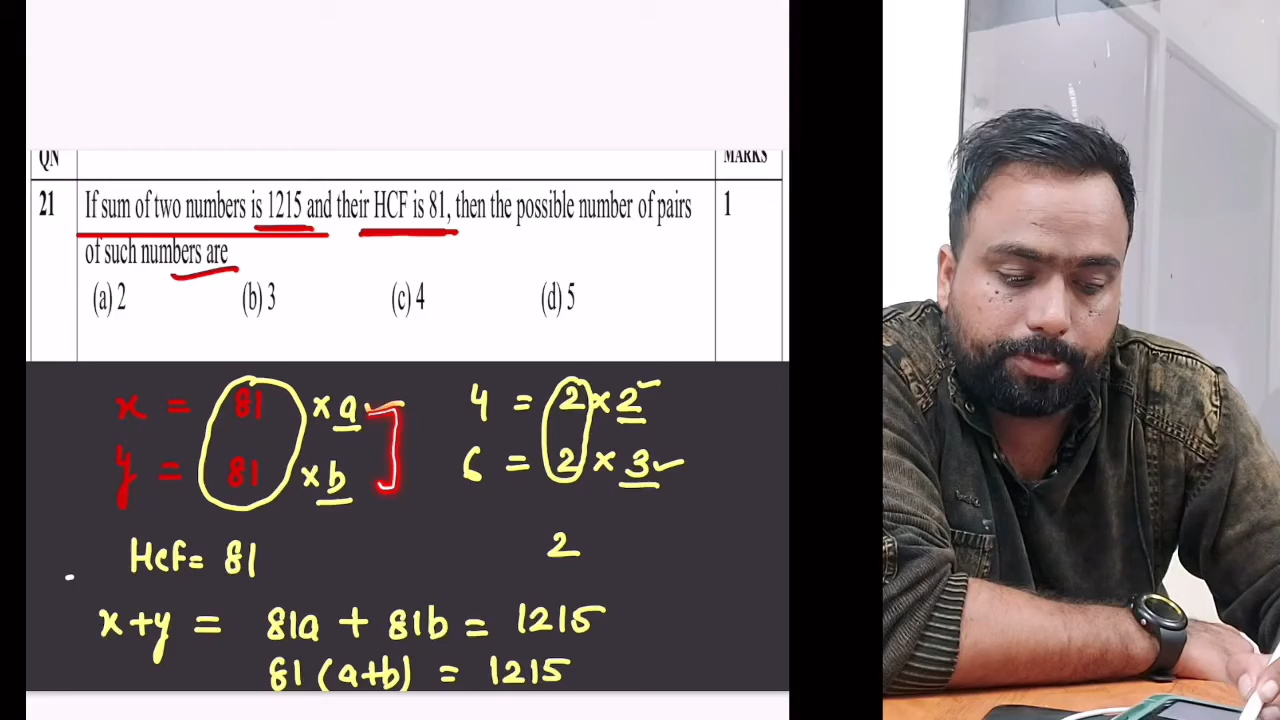 QN MARKS
21 If sum of two numbers is 1215 and their HCF is 81, then the possible number of pairs 1
of such numbers are
(a) 2 (b) 3 (c) 4 (d) 5
x = 81 × a 4 = 2 × 2
y = 81 × b 6 = 2 × 3
Hcf = 81 2
x+y = 81a + 81b = 1215
81 (a+b) = 1215